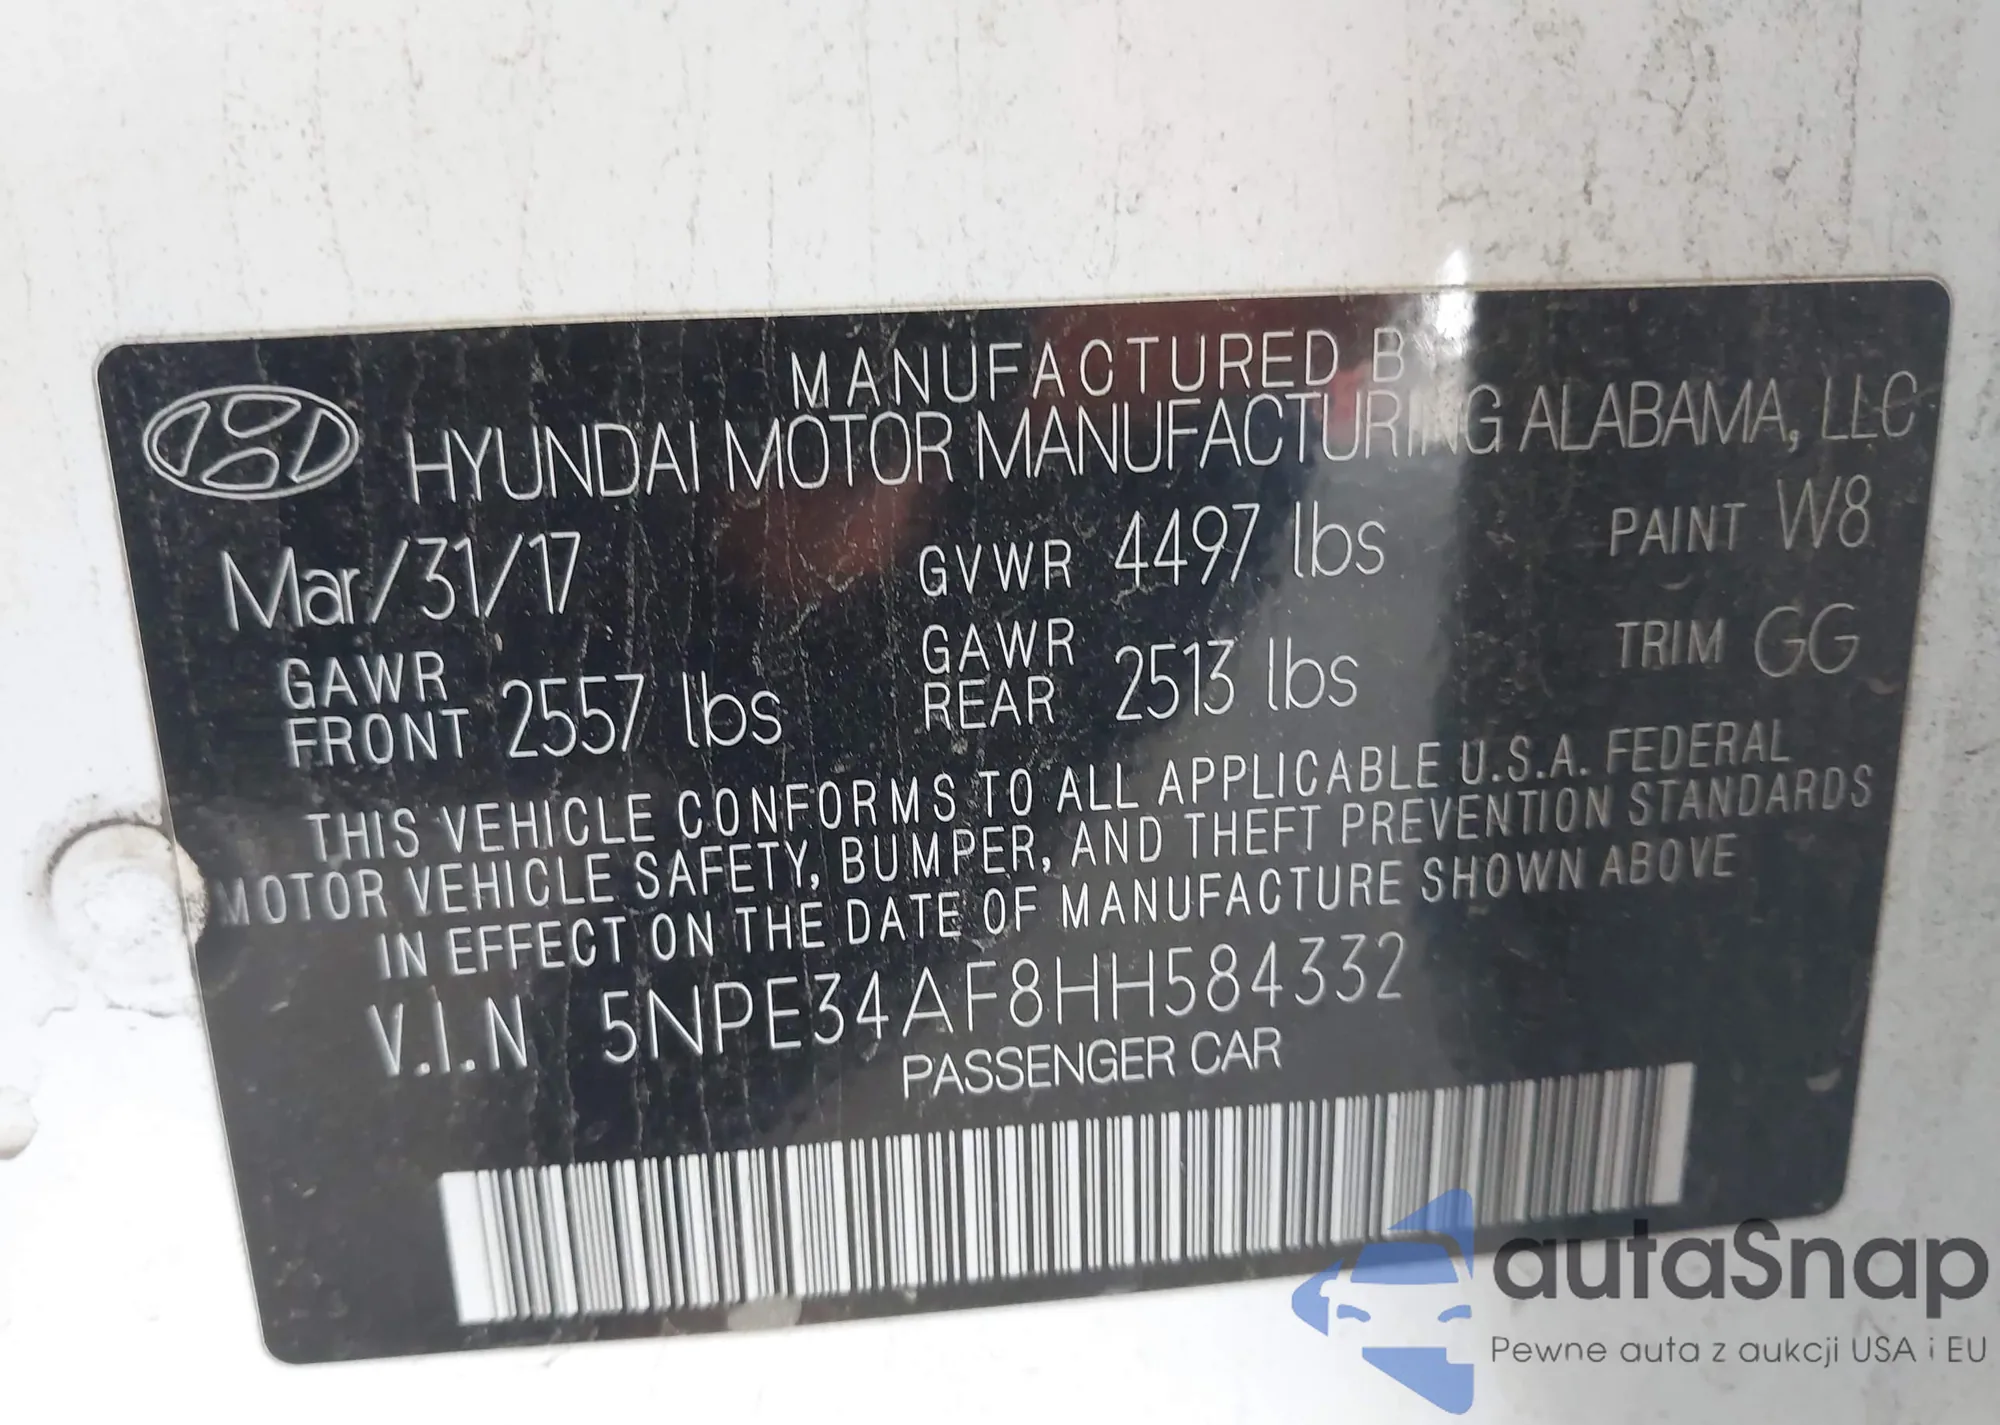 MANUFACTURED BY
HYUNDAI MOTOR MANUFACTURING ALABAMA, LLC
Mar/31/17 GVWR 4497 lbs PAINT W8
GAWR FRONT 2557 lbs GAWR REAR 2513 lbs TRIM GG
THIS VEHICLE CONFORMS TO ALL APPLICABLE U.S.A. FEDERAL
MOTOR VEHICLE SAFETY, BUMPER, AND THEFT PREVENTION STANDARDS
IN EFFECT ON THE DATE OF MANUFACTURE SHOWN ABOVE
V.I.N 5NPE34AF8HH584332
PASSENGER CAR
autaSnap
Pewne auta z aukcji USA i EU